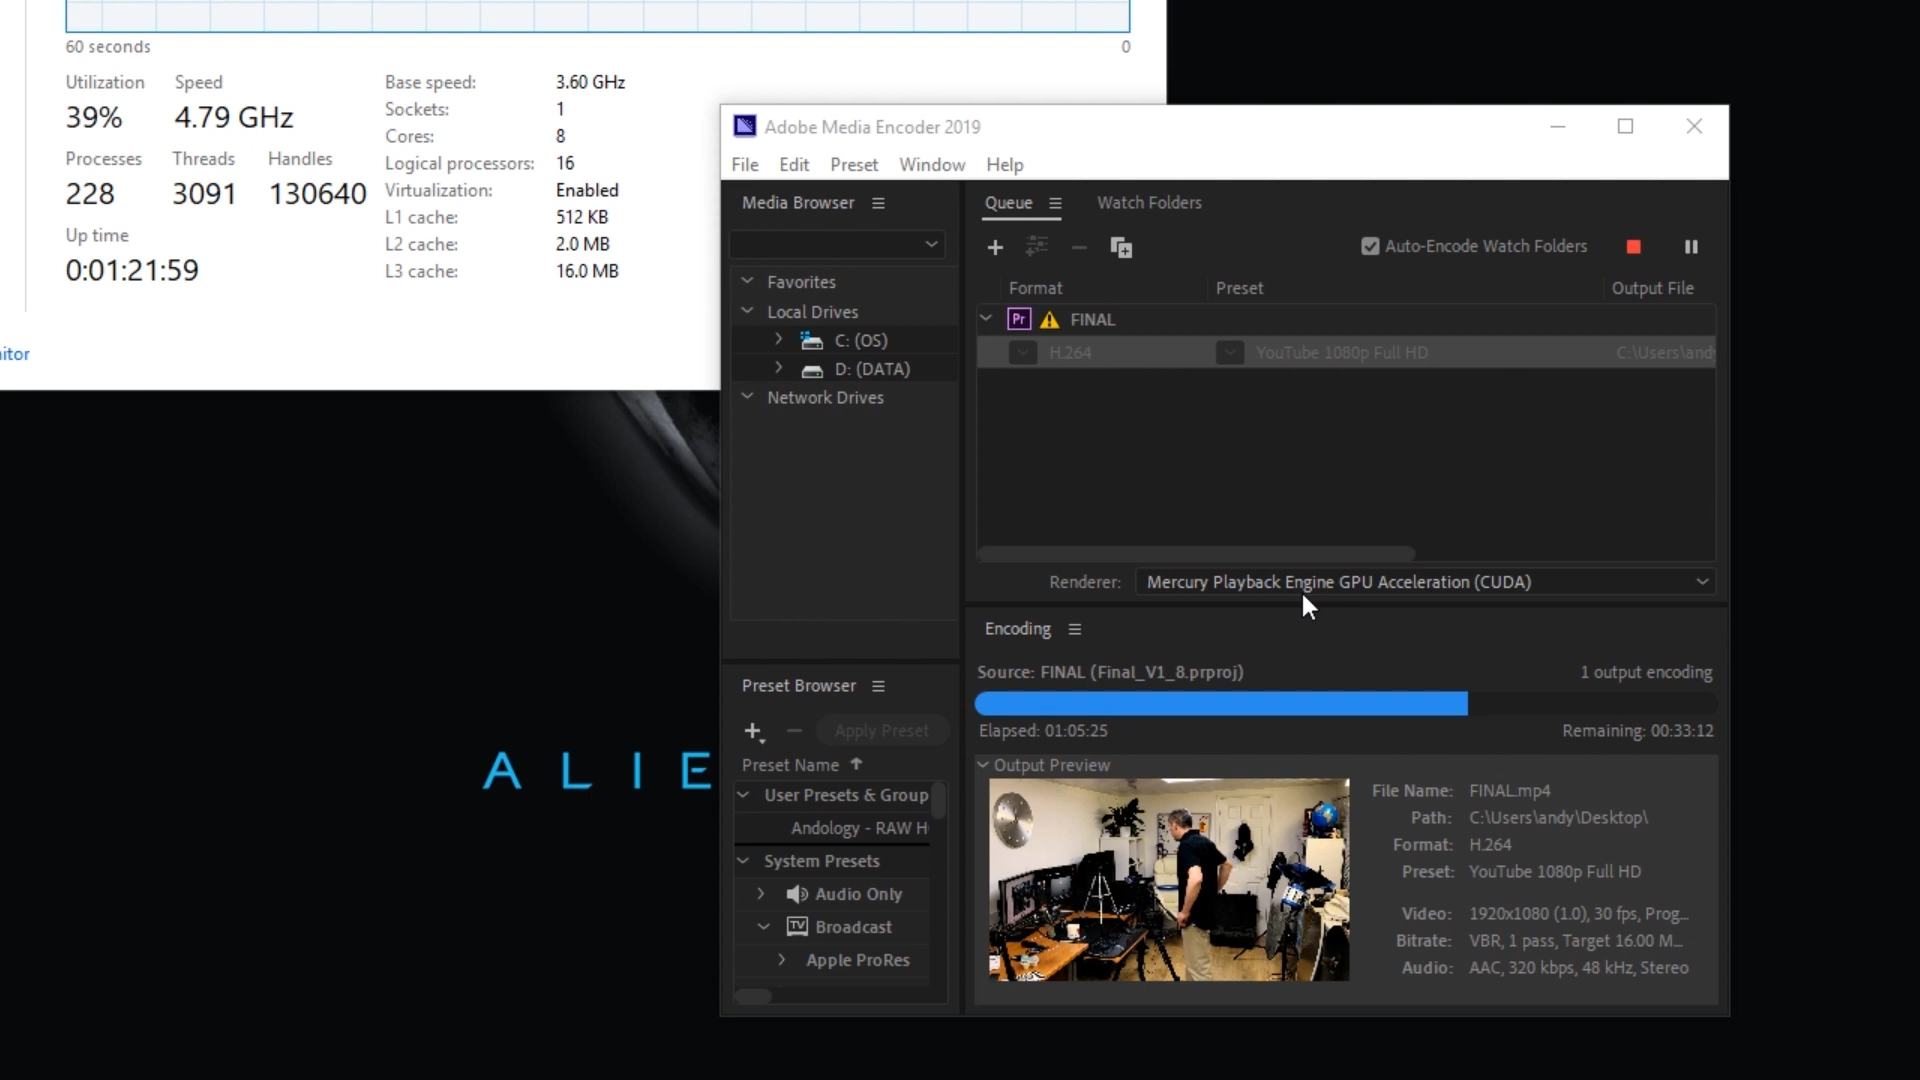 60 seconds
0
Utilization
Speed
39%
4.79 GHz
Processes
Threads
Handles
228
3091
130640
Up time
0:01:21:59
Base speed: 3.60 GHz
Sockets: 1
Cores: 8
Logical processors: 16
Virtualization: Enabled
L1 cache: 512 KB
L2 cache: 2.0 MB
L3 cache: 16.0 MB
itor
ALIE
Adobe Media Encoder 2019
File Edit Preset Window Help
Media Browser
Favorites
Local Drives
C: (OS)
D: (DATA)
Network Drives
Queue
Watch Folders
Auto-Encode Watch Folders
Format
Preset
Output File
Pr FINAL
H.264
YouTube 1080p Full HD
C:\Users\and
Renderer: Mercury Playback Engine GPU Acceleration (CUDA)
Preset Browser
Apply Preset
Preset Name
User Presets & Group
Andology - RAW H
System Presets
Audio Only
TV Broadcast
Apple ProRes
Encoding
Source: FINAL (Final_V1_8.prproj)
1 output encoding
Elapsed: 01:05:25
Remaining: 00:33:12
Output Preview
File Name: FINAL.mp4
Path: C:\Users\andy\Desktop\
Format: H.264
Preset: YouTube 1080p Full HD
Video: 1920x1080 (1.0), 30 fps, Prog...
Bitrate: VBR, 1 pass, Target 16.00 M...
Audio: AAC, 320 kbps, 48 kHz, Stereo